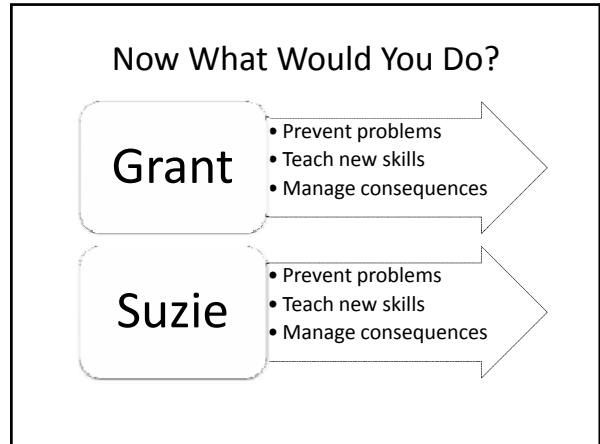 Now What Would You Do?
Grant
• Prevent problems
• Teach new skills
• Manage consequences
Suzie
• Prevent problems
• Teach new skills
• Manage consequences